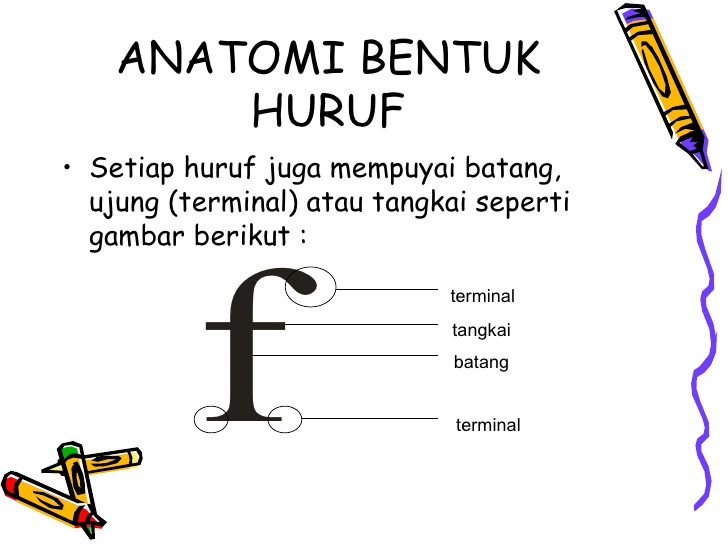 ANATOMI BENTUK
HURUF
• Setiap huruf juga mempuyai batang,
ujung (terminal) atau tangkai seperti
gambar berikut :
f
terminal
tangkai
batang
terminal